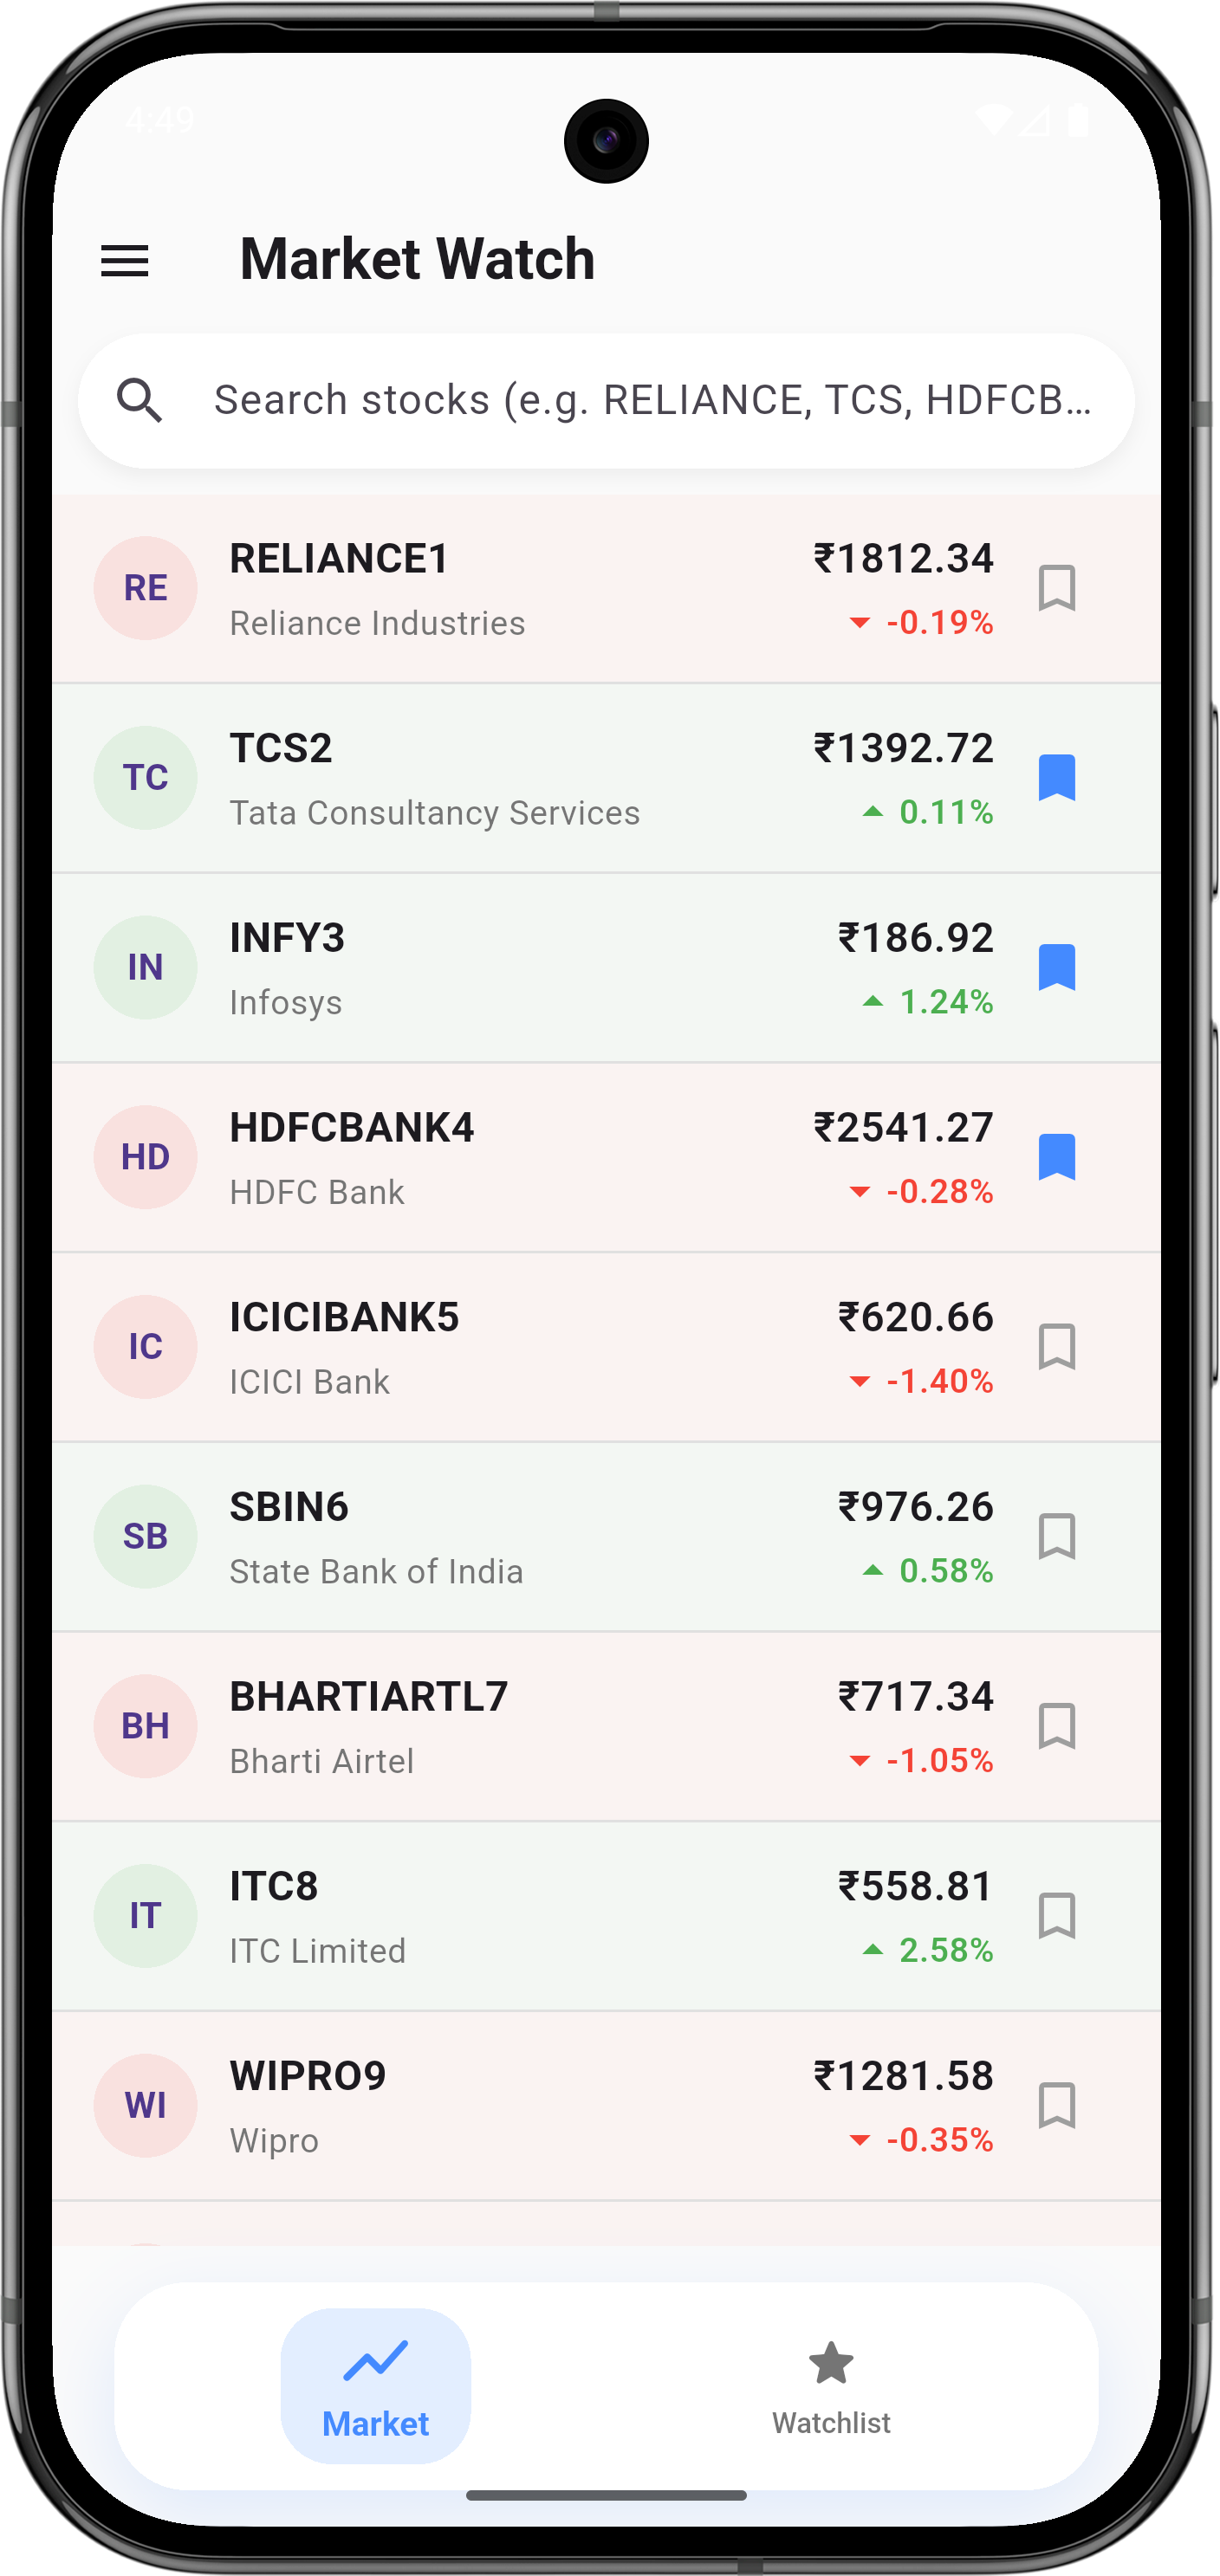 4:49
Market Watch
Search stocks (e.g. RELIANCE, TCS, HDFCB...
RE
RELIANCE1
₹1812.34
Reliance Industries
-0.19%
TC
TCS2
₹1392.72
Tata Consultancy Services
0.11%
IN
INFY3
₹186.92
Infosys
1.24%
HD
HDFCBANK4
₹2541.27
HDFC Bank
-0.28%
IC
ICICIBANK5
₹620.66
ICICI Bank
-1.40%
SB
SBIN6
₹976.26
State Bank of India
0.58%
BH
BHARTIARTL7
₹717.34
Bharti Airtel
-1.05%
IT
ITC8
₹558.81
ITC Limited
2.58%
WI
WIPRO9
₹1281.58
Wipro
-0.35%
Market
Watchlist